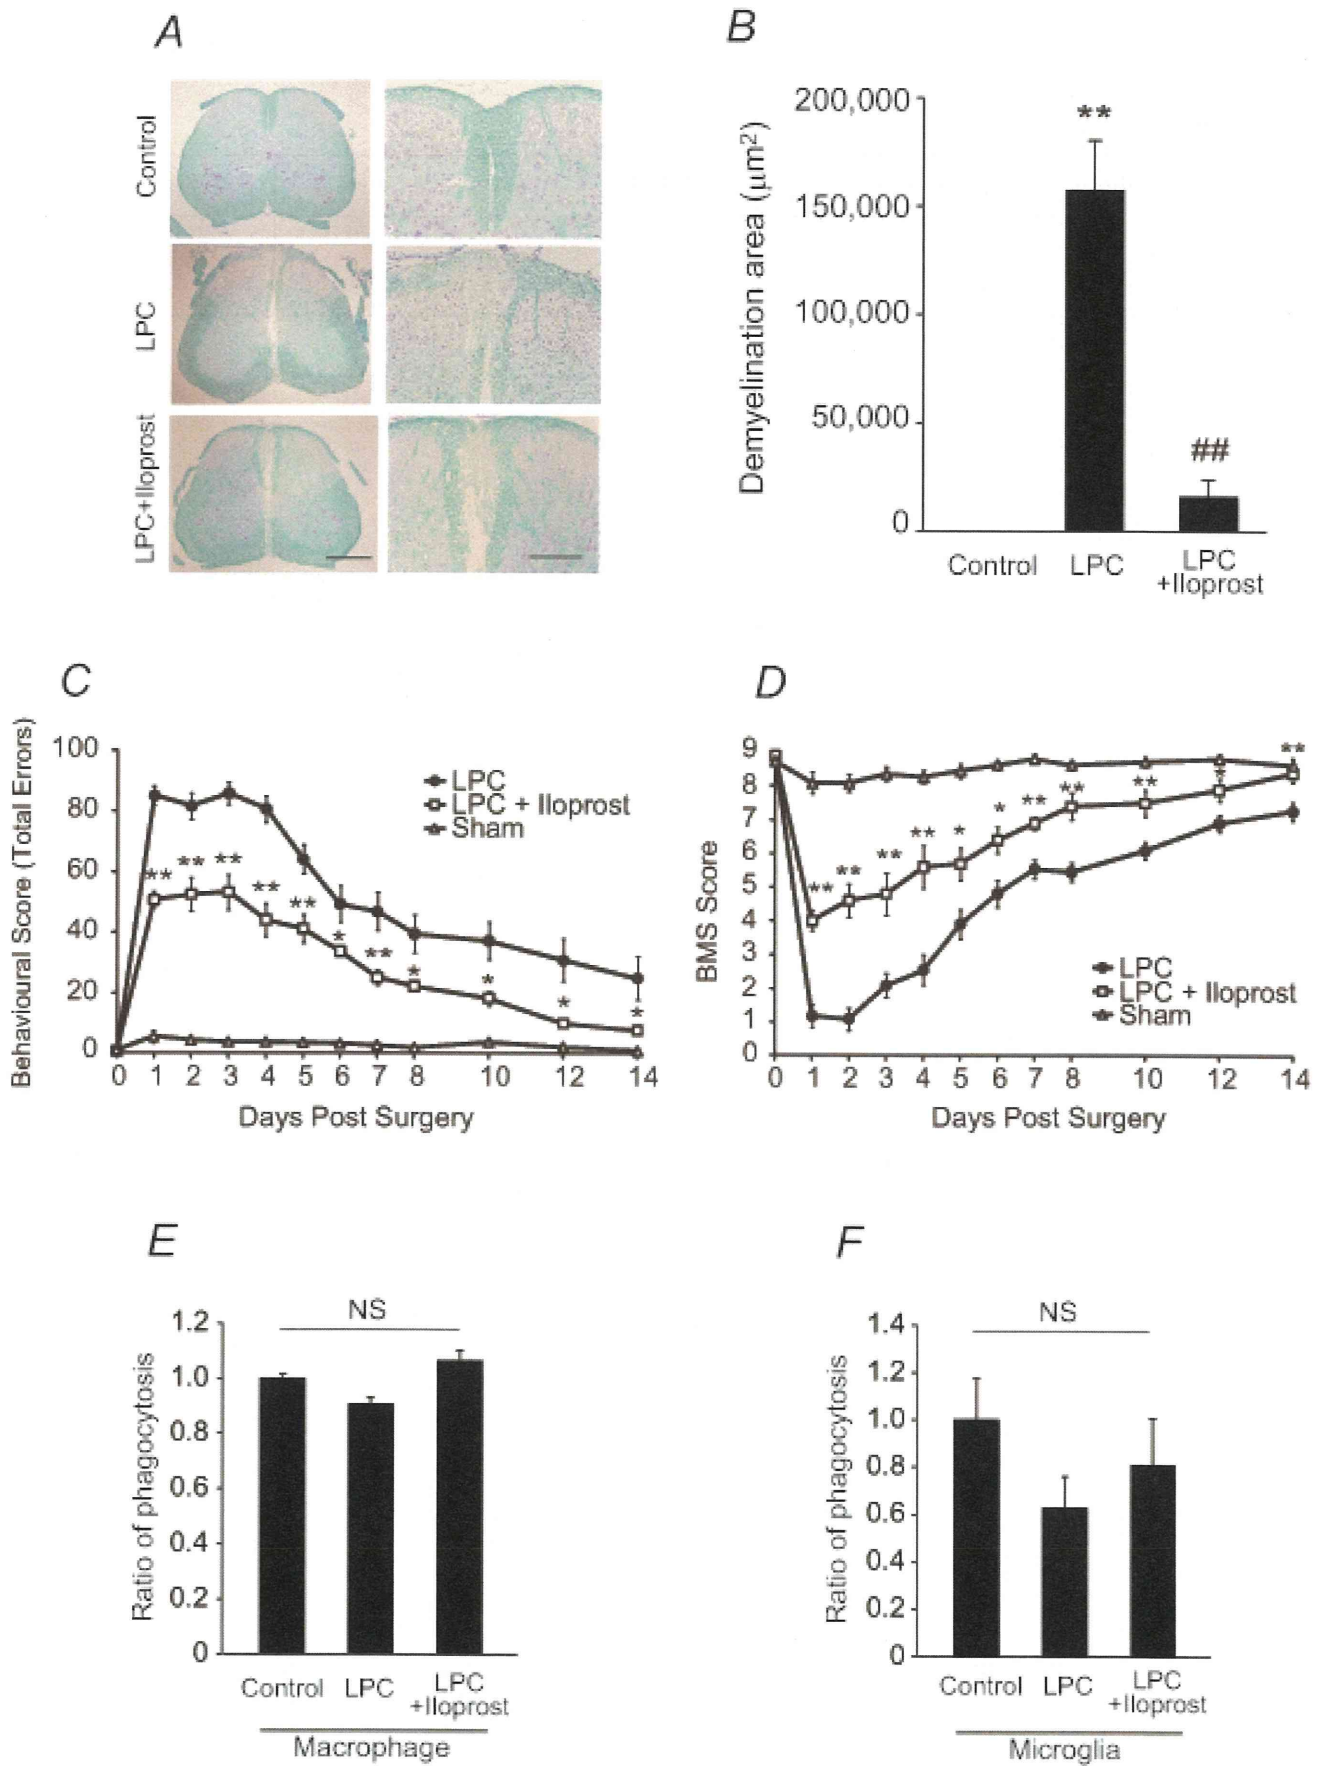 A
Control
LPC
LPC+Iloprost
B
Demyelination area (μm²)
200,000
150,000
100,000
50,000
0
**
##
Control LPC LPC
+Iloprost
C
Behavioural Score (Total Errors)
100
80
60
40
20
0
LPC
LPC + Iloprost
Sham
** ** ** ** ** * ** * * * *
0 1 2 3 4 5 6 7 8 10 12 14
Days Post Surgery
D
BMS Score
9
8
7
6
5
4
3
2
1
0
** ** ** ** * * ** ** ** * **
LPC
LPC + Iloprost
Sham
0 1 2 3 4 5 6 7 8 10 12 14
Days Post Surgery
E
Ratio of phagocytosis
1.2
1.0
0.8
0.6
0.4
0.2
0
NS
Control LPC LPC
+Iloprost
Macrophage
F
Ratio of phagocytosis
1.4
1.2
1.0
0.8
0.6
0.4
0.2
0
NS
Control LPC LPC
+Iloprost
Microglia